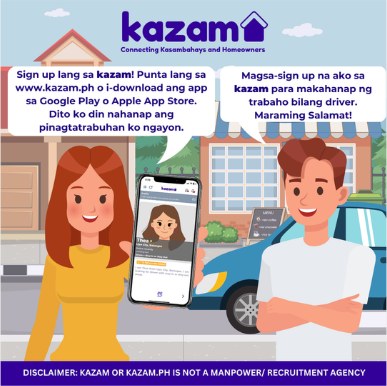 kazam
Connecting Kasambahays and Homeowners
Sign up lang sa kazam! Punta lang sa
www.kazam.ph o i-download ang app
sa Google Play o Apple App Store.
Dito ko din nahanap ang
pinagtatrabuhan ko ngayon.
Magsa-sign up na ako sa
kazam para makahanap ng
trabaho bilang driver.
Maraming Salamat!
kazam
MENU
DISCLAIMER: KAZAM OR KAZAM.PH IS NOT A MANPOWER/ RECRUITMENT AGENCY